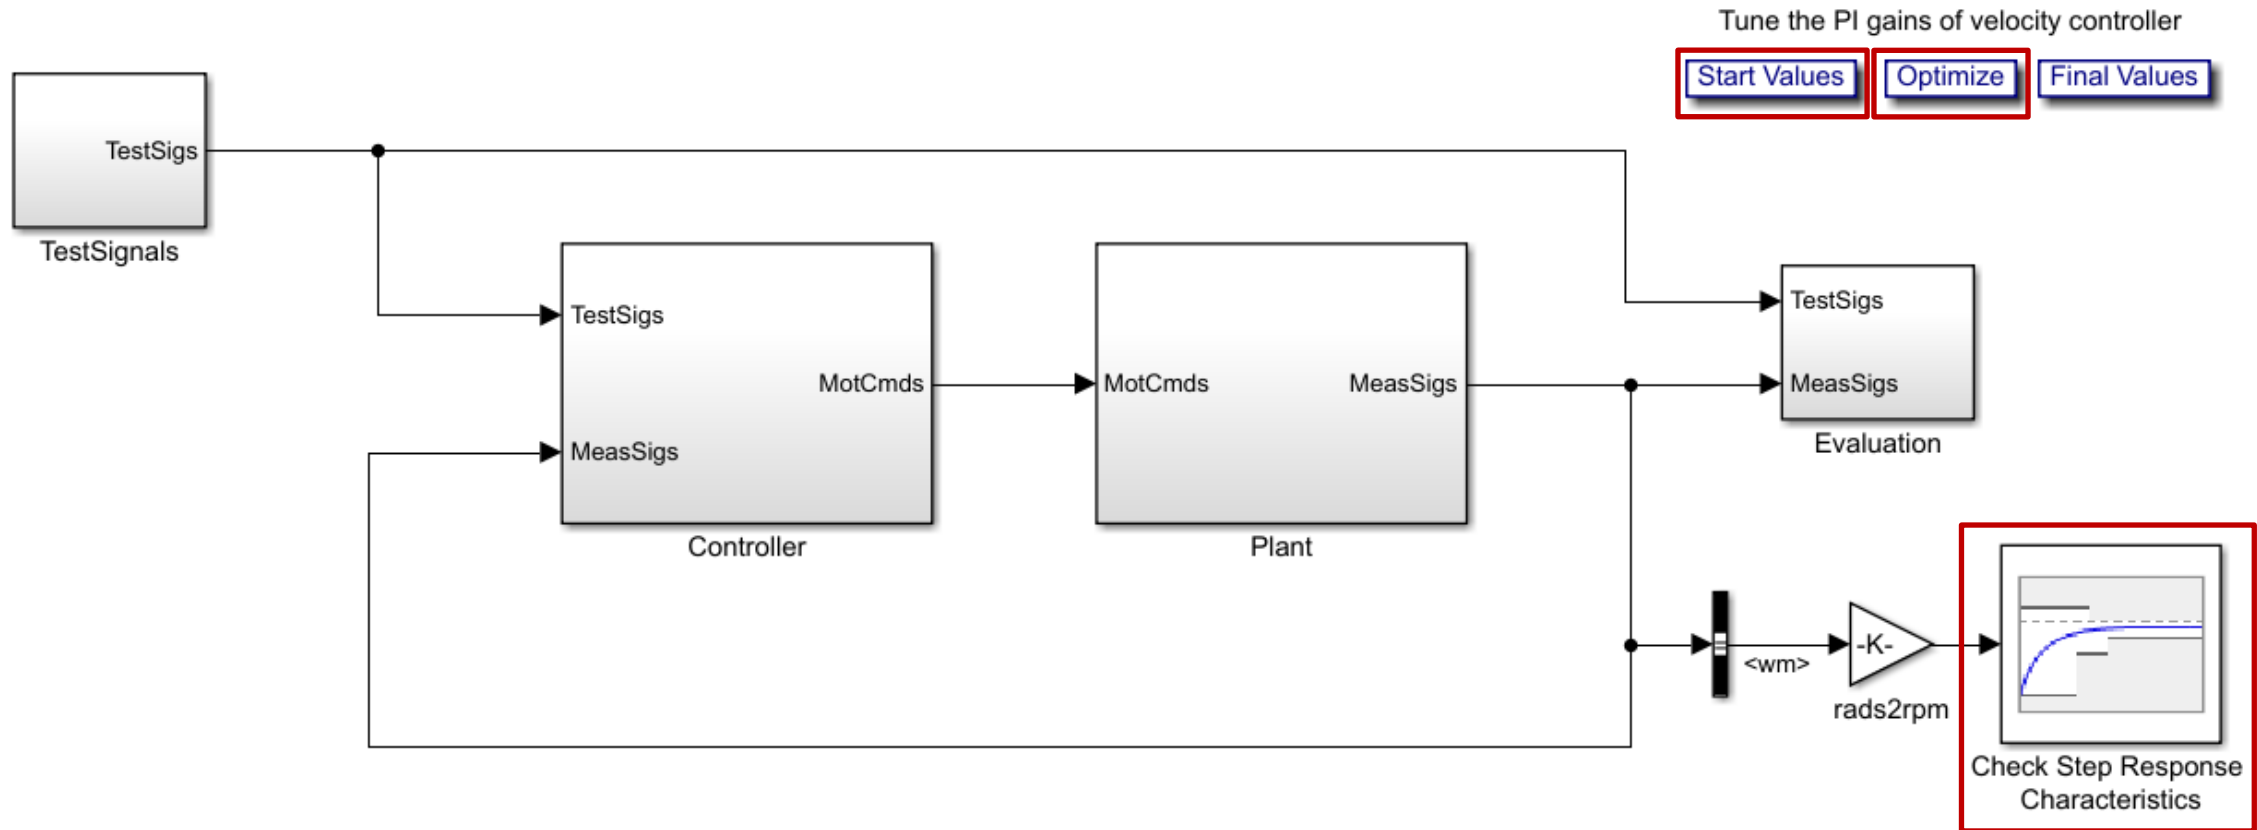 Tune the PI gains of velocity controller
Start Values
Optimize
Final Values
TestSigs
TestSignals
TestSigs
MeasSigs
MotCmds
Controller
MotCmds
MeasSigs
Plant
TestSigs
MeasSigs
Evaluation
<wm>
-K-
rads2rpm
Check Step Response
Characteristics